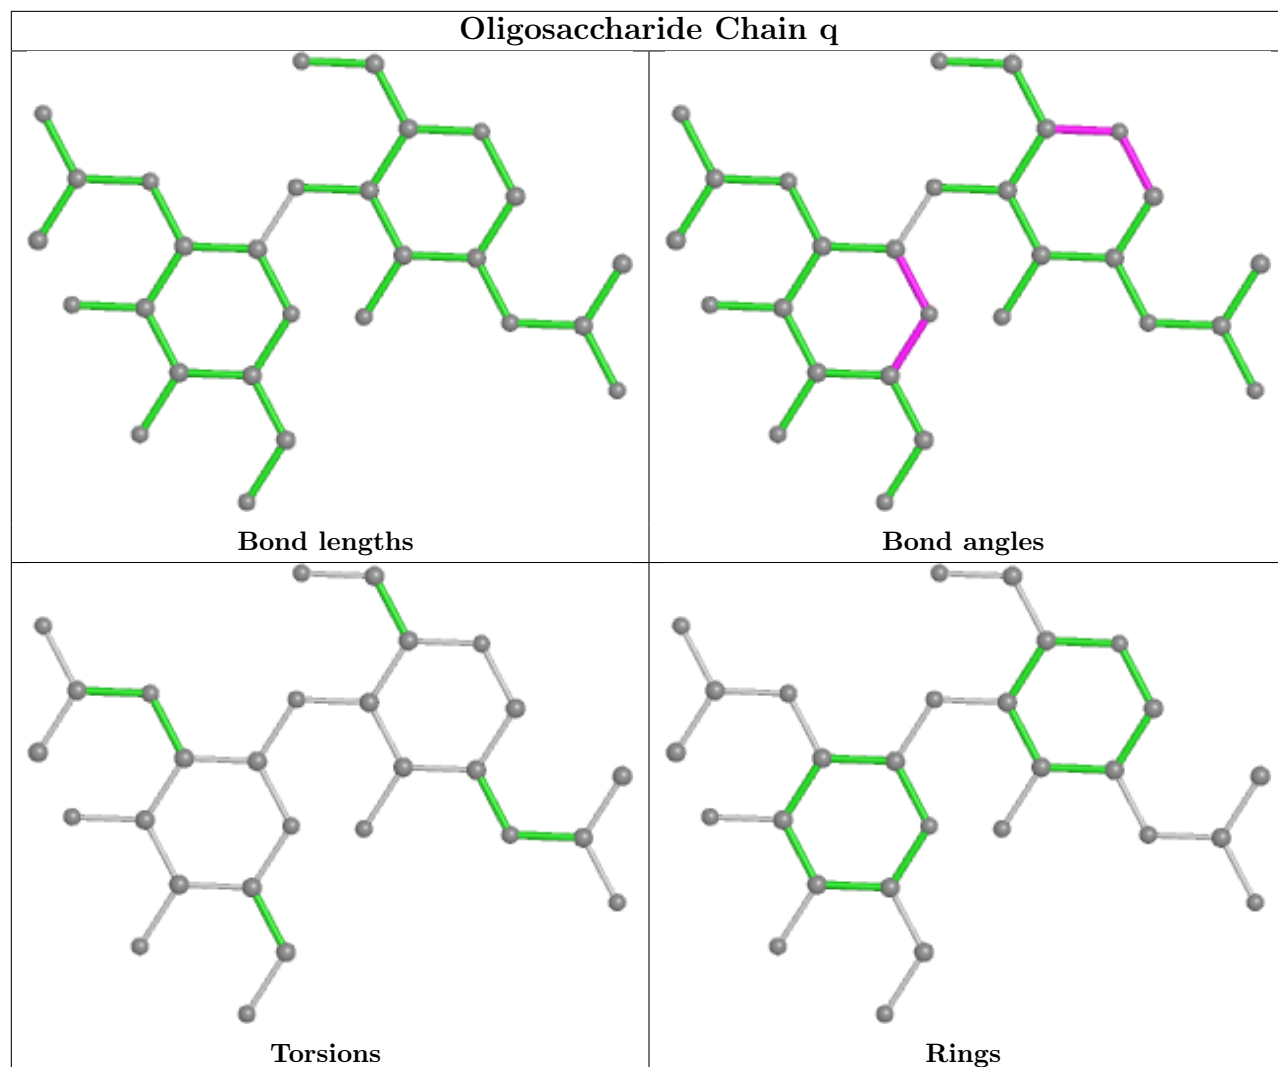 Oligosaccharide Chain q
Bond lengths
Bond angles
Torsions
Rings